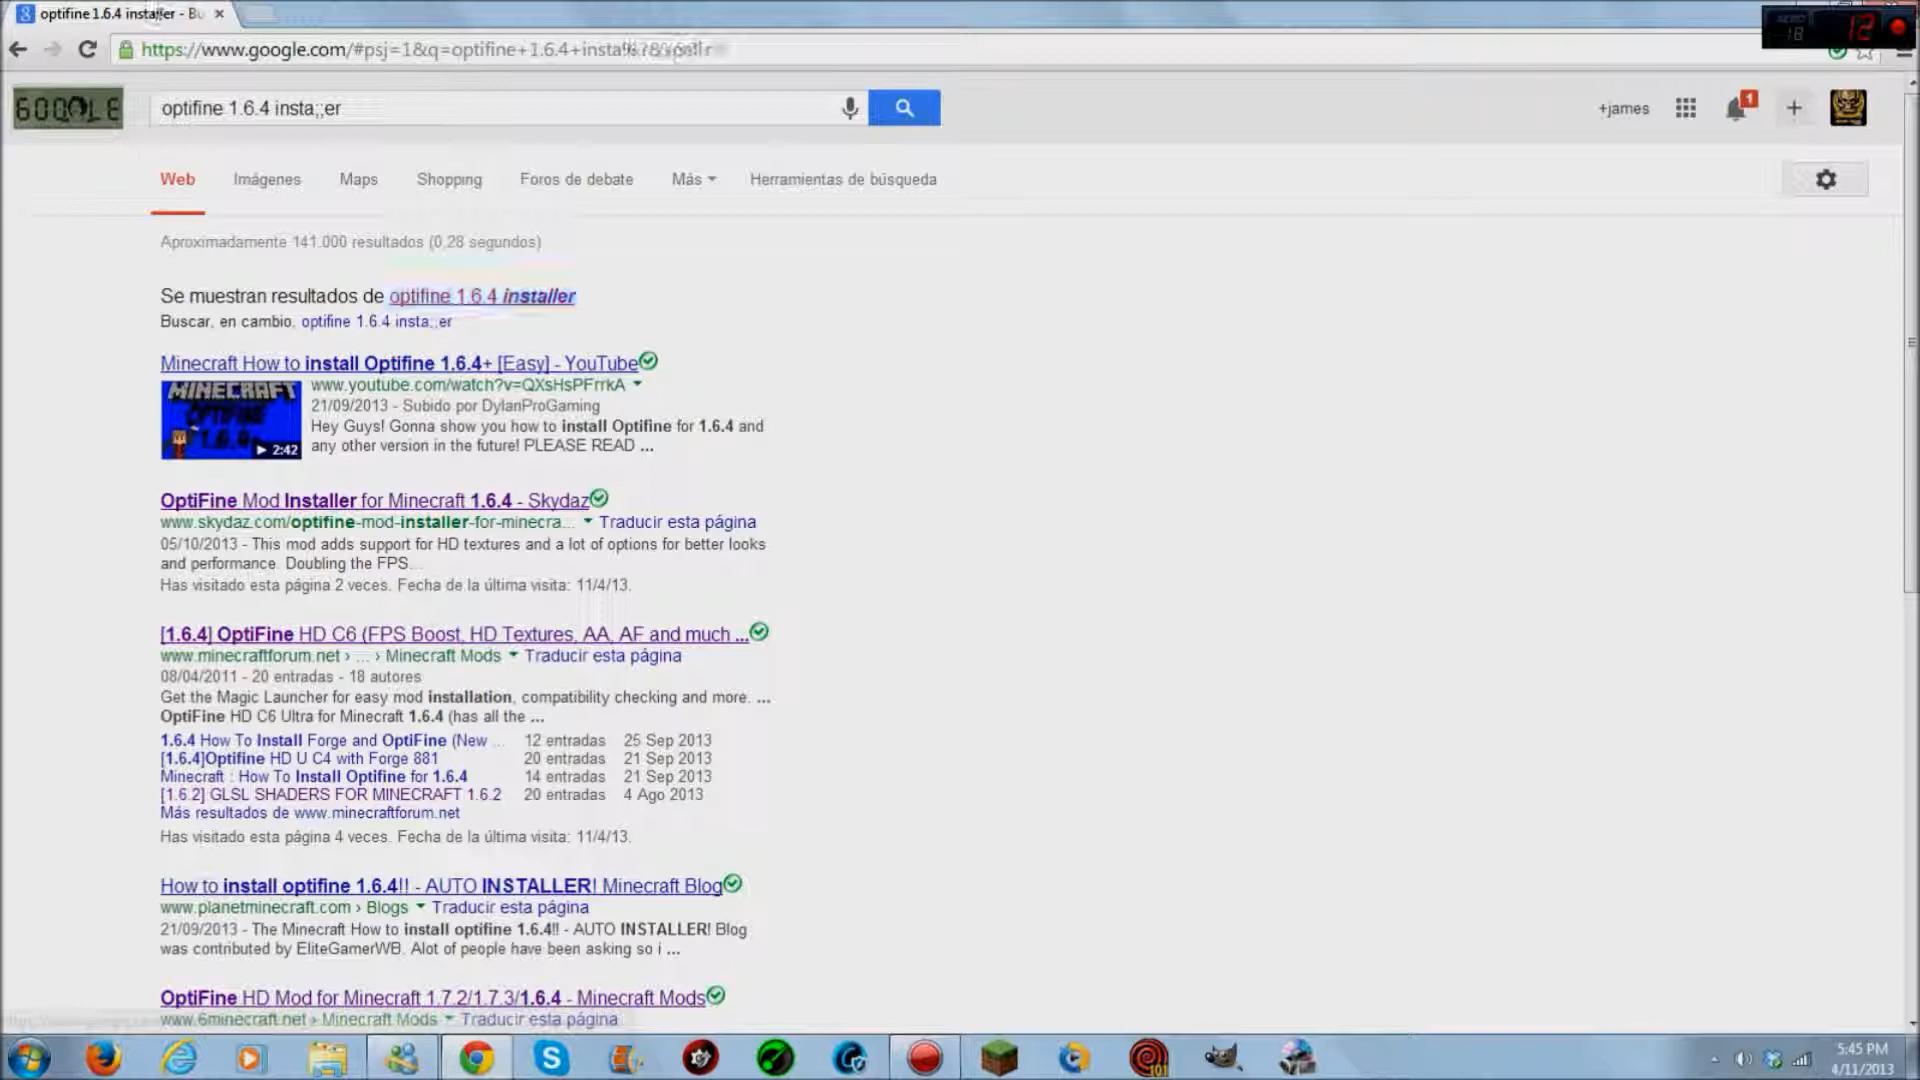 optifine 1.6.4 installer - Bu
https://www.google.com/#psj=1&q=optifine+1.6.4+insta
12
18
GOOGLE
optifine 1.6.4 insta;;er
+james
1
Web Imágenes Maps Shopping Foros de debate Más Herramientas de búsqueda
Aproximadamente 141.000 resultados (0,28 segundos)
Se muestran resultados de optifine 1.6.4 installer
Buscar, en cambio, optifine 1.6.4 insta;;er
Minecraft How to install Optifine 1.6.4+ [Easy] - YouTube
MINECRAFT
OPTIFINE
1.6.4
2:42
www.youtube.com/watch?v=QXsHsPFrrkA
21/09/2013 - Subido por DylanProGaming
Hey Guys! Gonna show you how to install Optifine for 1.6.4 and
any other version in the future! PLEASE READ ...
OptiFine Mod Installer for Minecraft 1.6.4 - Skydaz
www.skydaz.com/optifine-mod-installer-for-minecra... Traducir esta página
05/10/2013 - This mod adds support for HD textures and a lot of options for better looks
and performance. Doubling the FPS...
Has visitado esta página 2 veces. Fecha de la última visita: 11/4/13.
[1.6.4] OptiFine HD C6 (FPS Boost, HD Textures, AA, AF and much ...
www.minecraftforum.net › ... › Minecraft Mods Traducir esta página
08/04/2011 - 20 entradas - 18 autores
Get the Magic Launcher for easy mod installation, compatibility checking and more. ...
OptiFine HD C6 Ultra for Minecraft 1.6.4 (has all the ...
1.6.4 How To Install Forge and OptiFine (New ... 12 entradas 25 Sep 2013
[1.6.4]Optifine HD U C4 with Forge 881 20 entradas 21 Sep 2013
Minecraft : How To Install Optifine for 1.6.4 14 entradas 21 Sep 2013
[1.6.2] GLSL SHADERS FOR MINECRAFT 1.6.2 20 entradas 4 Ago 2013
Más resultados de www.minecraftforum.net
Has visitado esta página 4 veces. Fecha de la última visita: 11/4/13.
How to install optifine 1.6.4!! - AUTO INSTALLER! Minecraft Blog
www.planetminecraft.com › Blogs Traducir esta página
21/09/2013 - The Minecraft How to install optifine 1.6.4!! - AUTO INSTALLER! Blog
was contributed by EliteGamerWB. Alot of people have been asking so i ...
OptiFine HD Mod for Minecraft 1.7.2/1.7.3/1.6.4 - Minecraft Mods
www.6minecraft.net › Minecraft Mods Traducir esta página
101
5:45 PM
4/11/2013